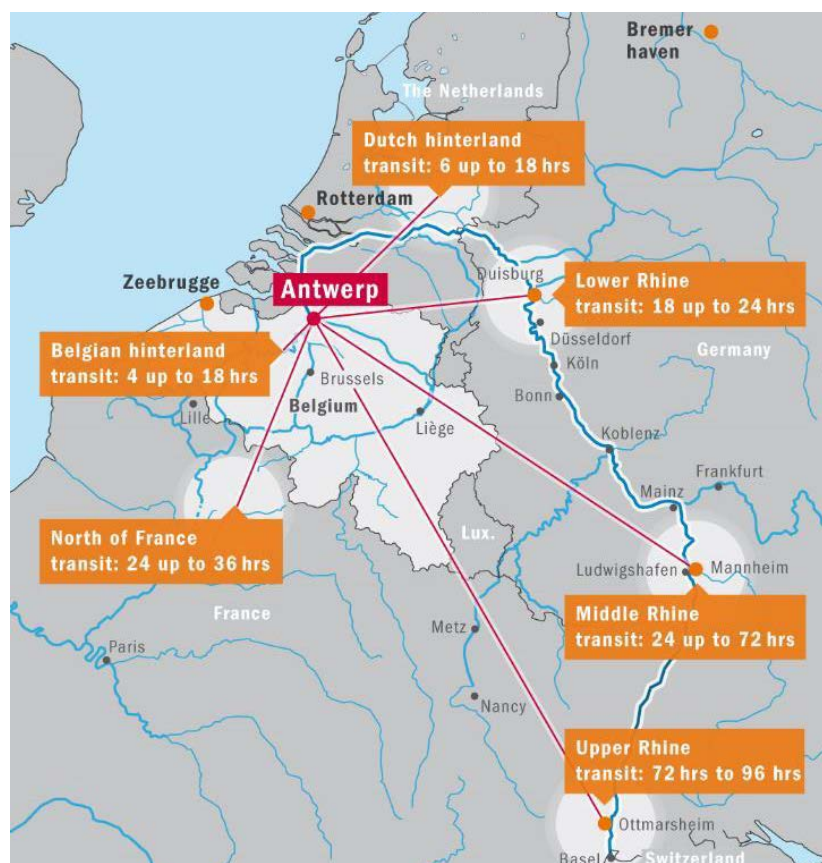 Bremer
haven
The Netherlands
Dutch hinterland
transit: 6 up to 18 hrs
Rotterdam
Zeebrugge
Antwerp
Duisburg
Lower Rhine
transit: 18 up to 24 hrs
Düsseldorf
Germany
Belgian hinterland
transit: 4 up to 18 hrs
Köln
Brussels
Belgium
Bonn
Lille
Liège
Koblenz
Frankfurt
Mainz
North of France
transit: 24 up to 36 hrs
Lux.
Ludwigshafen
Mannheim
France
Middle Rhine
transit: 24 up to 72 hrs
Metz
Paris
Nancy
Upper Rhine
transit: 72 hrs to 96 hrs
Ottmarsheim
Basel
Switzerland